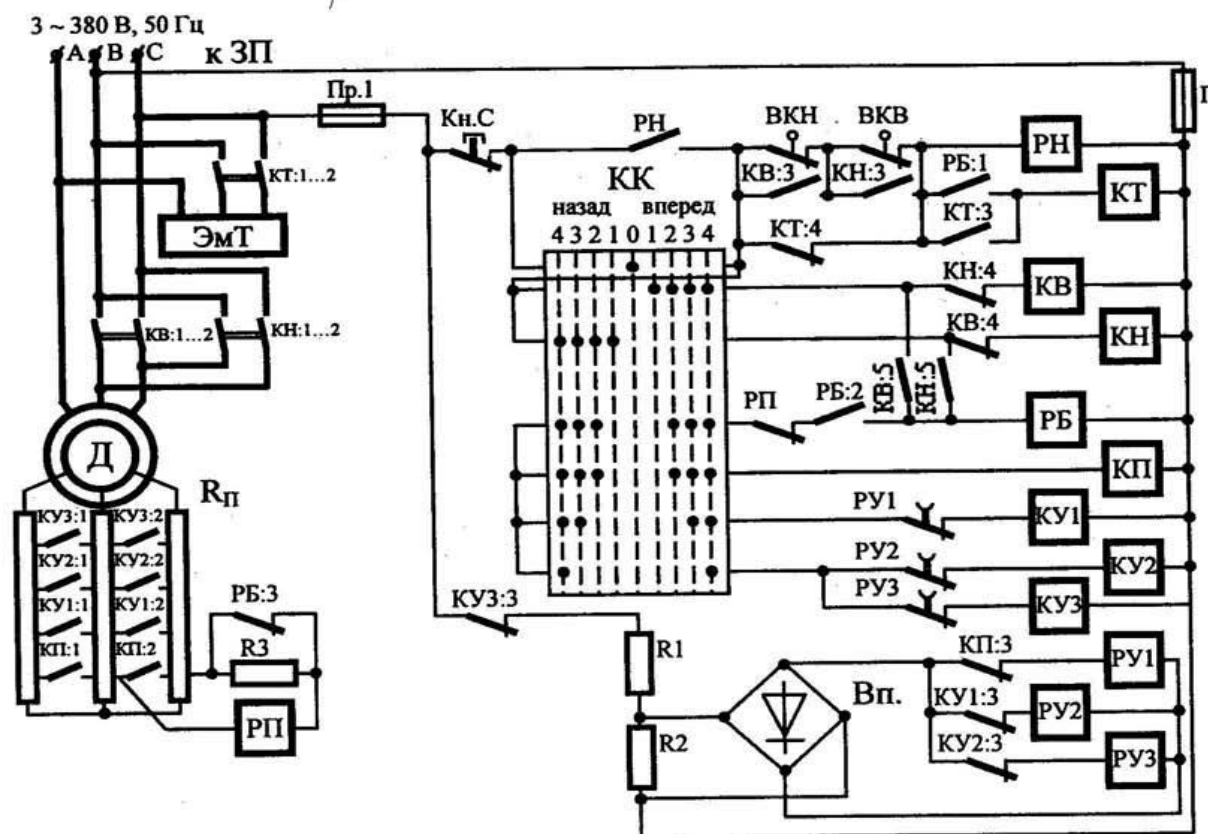 3 ~ 380 В, 50 Гц
А В С к ЗП
Пр.1
Кн.С
РН
ВКН
ВКВ
РН
КТ:1...2
КК
КВ:3
КН:3
РБ:1
КТ
назад вперед
КТ:4
КТ:3
ЭмТ
4 3 2 1 0 1 2 3 4
КН:4
КВ
КВ:1...2
КН:1...2
КВ:4
КН
КВ:5
КН:5
РП
РБ:2
РБ
Д
Rп
КП
КУ3:1
КУ3:2
РУ1
КУ1
КУ2:1
КУ2:2
РУ2
КУ2
КУ1:1
КУ1:2
РБ:3
КУ3:3
РУ3
КУ3
КП:1
КП:2
R3
R1
КП:3
РУ1
Вп.
РП
КУ1:3
РУ2
R2
КУ2:3
РУ3